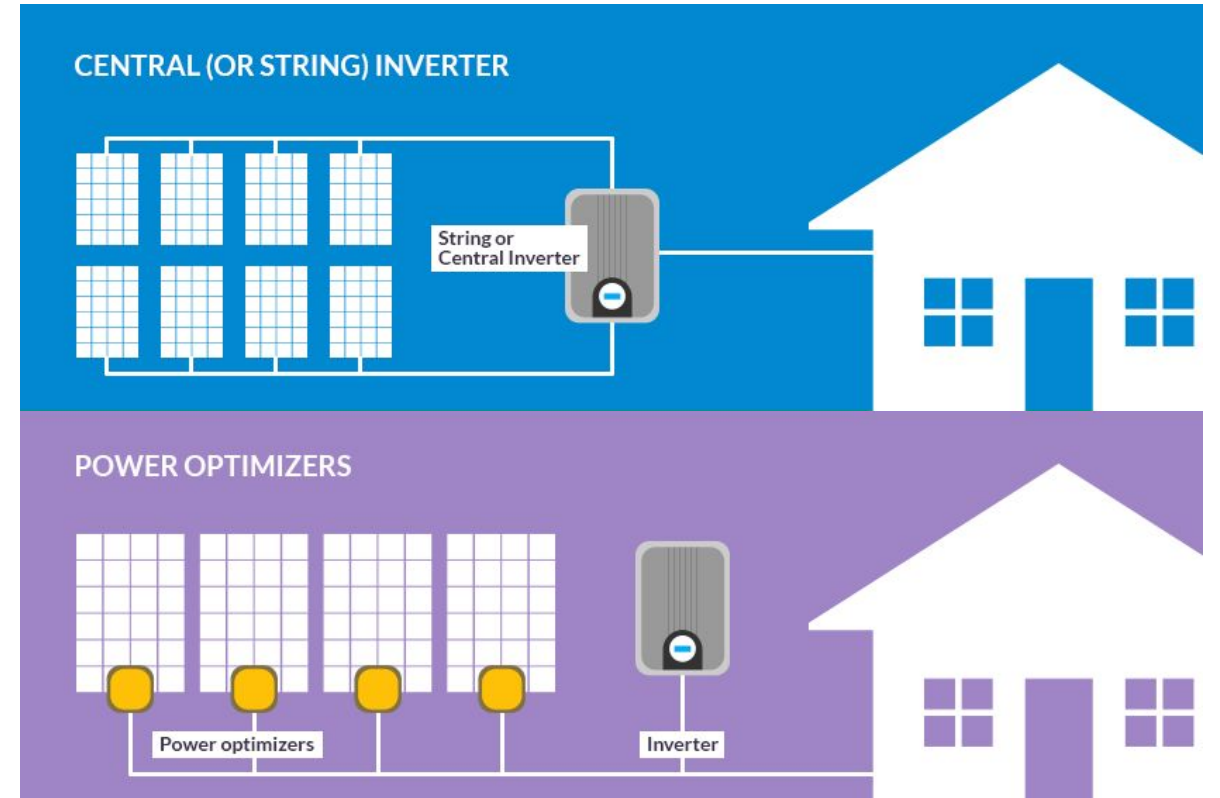 CENTRAL (OR STRING) INVERTER
String or
Central Inverter
POWER OPTIMIZERS
Power optimizers
Inverter